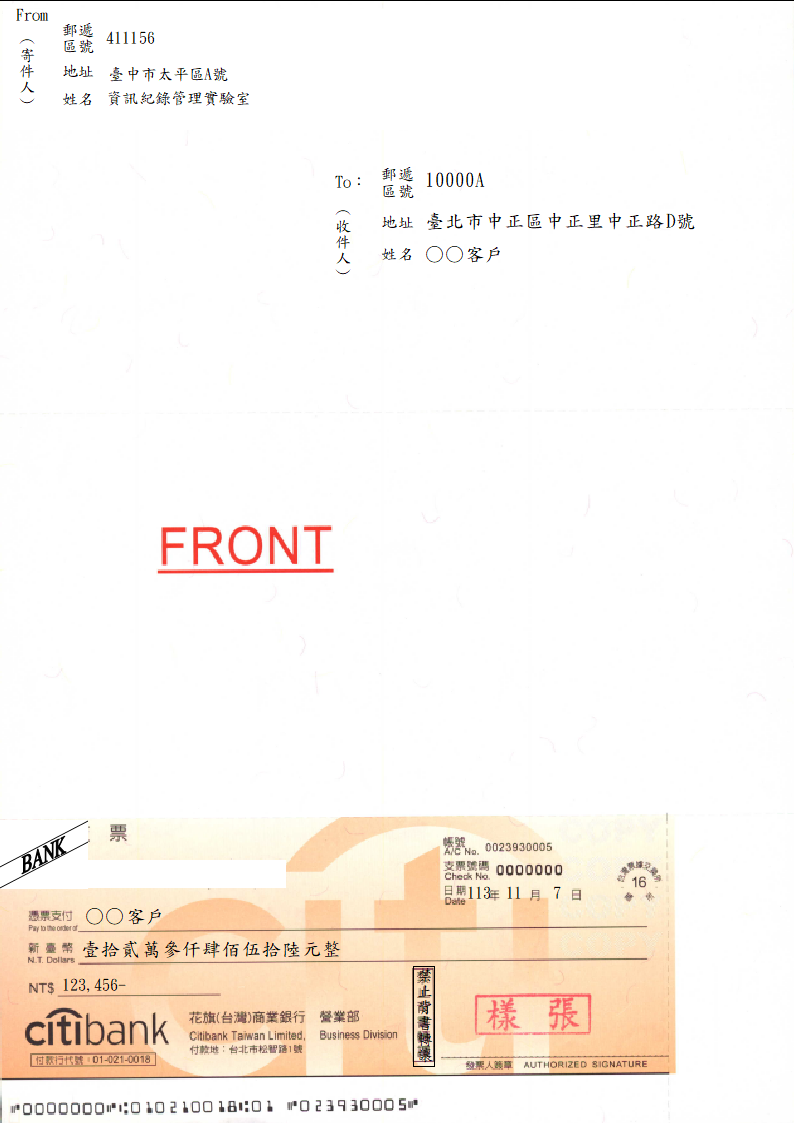 From
(寄件人)
郵遞區號 411156
地址 臺中市太平區A號
姓名 資訊紀錄管理實驗室
To:
(收件人)
郵遞區號 10000A
地址 臺北市中正區中正里中正路D號
姓名 〇〇客戶
FRONT
BANK
票
帳號 A/C No. 0023930005
支票號碼 Check No. 0000000
日期 Date 113年 11 月 7 日
16
憑票支付 〇〇客戶
Pay to the order of
新臺幣 壹拾貳萬參仟肆佰伍拾陸元整
N.T. Dollars
NT$ 123,456-
禁止背書轉讓
樣張
citibank
花旗(台灣)商業銀行 營業部
Citibank Taiwan Limited, Business Division
付款地:台北市松智路1號
付款行代號:01-021-0018
發票人簽章 AUTHORIZED SIGNATURE
⑈0000000⑈⑆010210018⑆01 ⑈023930005⑈